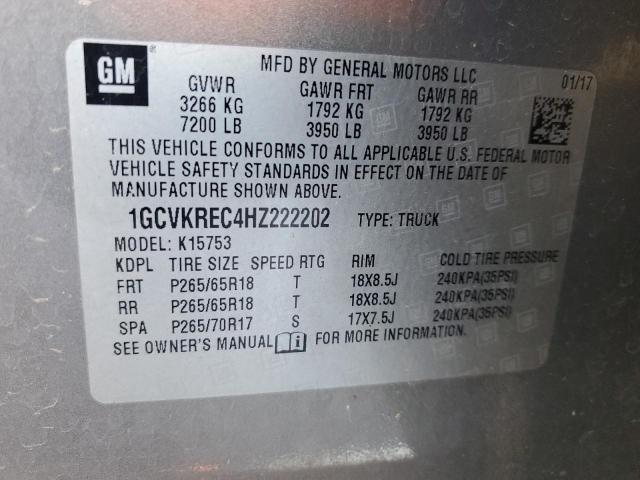 GM ®
MFD BY GENERAL MOTORS LLC 01/17
GVWR GAWR FRT GAWR RR
3266 KG 1792 KG 1792 KG
7200 LB 3950 LB 3950 LB
THIS VEHICLE CONFORMS TO ALL APPLICABLE U.S. FEDERAL MOTOR
VEHICLE SAFETY STANDARDS IN EFFECT ON THE DATE OF
MANUFACTURE SHOWN ABOVE.
1GCVKREC4HZ222202 TYPE: TRUCK
MODEL: K15753
KDPL TIRE SIZE SPEED RTG RIM COLD TIRE PRESSURE
FRT P265/65R18 T 18X8.5J 240KPA(35PSI)
RR P265/65R18 T 18X8.5J 240KPA(35PSI)
SPA P265/70R17 S 17X7.5J 240KPA(35PSI)
SEE OWNER'S MANUAL i FOR MORE INFORMATION.